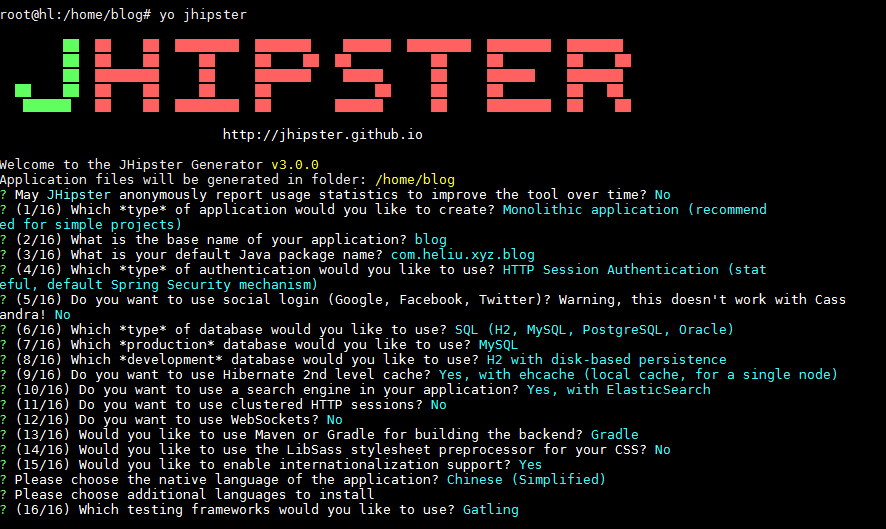 root@hl:/home/blog# yo jhipster
JHIPSTER
http://jhipster.github.io
Welcome to the JHipster Generator v3.0.0
Application files will be generated in folder: /home/blog
? May JHipster anonymously report usage statistics to improve the tool over time? No
? (1/16) Which *type* of application would you like to create? Monolithic application (recommend
ed for simple projects)
? (2/16) What is the base name of your application? blog
? (3/16) What is your default Java package name? com.heliu.xyz.blog
? (4/16) Which *type* of authentication would you like to use? HTTP Session Authentication (stat
eful, default Spring Security mechanism)
? (5/16) Do you want to use social login (Google, Facebook, Twitter)? Warning, this doesn't work with Cass
andra! No
? (6/16) Which *type* of database would you like to use? SQL (H2, MySQL, PostgreSQL, Oracle)
? (7/16) Which *production* database would you like to use? MySQL
? (8/16) Which *development* database would you like to use? H2 with disk-based persistence
? (9/16) Do you want to use Hibernate 2nd level cache? Yes, with ehcache (local cache, for a single node)
? (10/16) Do you want to use a search engine in your application? Yes, with ElasticSearch
? (11/16) Do you want to use clustered HTTP sessions? No
? (12/16) Do you want to use WebSockets? No
? (13/16) Would you like to use Maven or Gradle for building the backend? Gradle
? (14/16) Would you like to use the LibSass stylesheet preprocessor for your CSS? No
? (15/16) Would you like to enable internationalization support? Yes
? Please choose the native language of the application? Chinese (Simplified)
? Please choose additional languages to install
? (16/16) Which testing frameworks would you like to use? Gatling